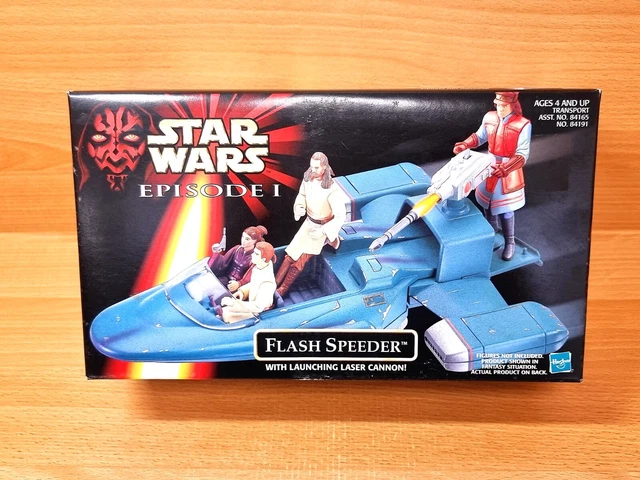 STAR
WARS
EPISODE I
AGES 4 AND UP
TRANSPORT
ASST. NO. 84165
NO. 84191
FLASH SPEEDER™
WITH LAUNCHING LASER CANNON!
FIGURES NOT INCLUDED.
PRODUCT SHOWN IN
FANTASY SITUATION.
ACTUAL PRODUCT ON BACK.
Hasbro